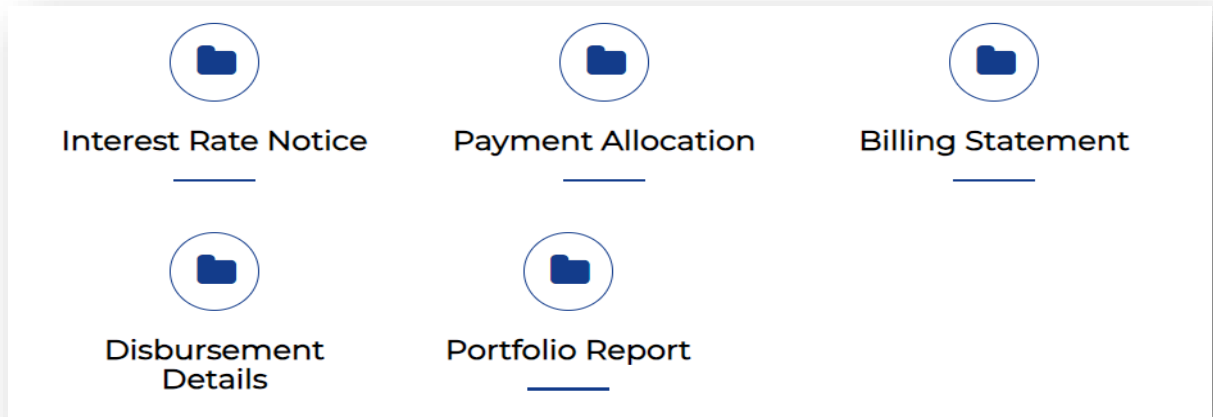 Interest Rate Notice
Payment Allocation
Billing Statement
Disbursement
Details
Portfolio Report